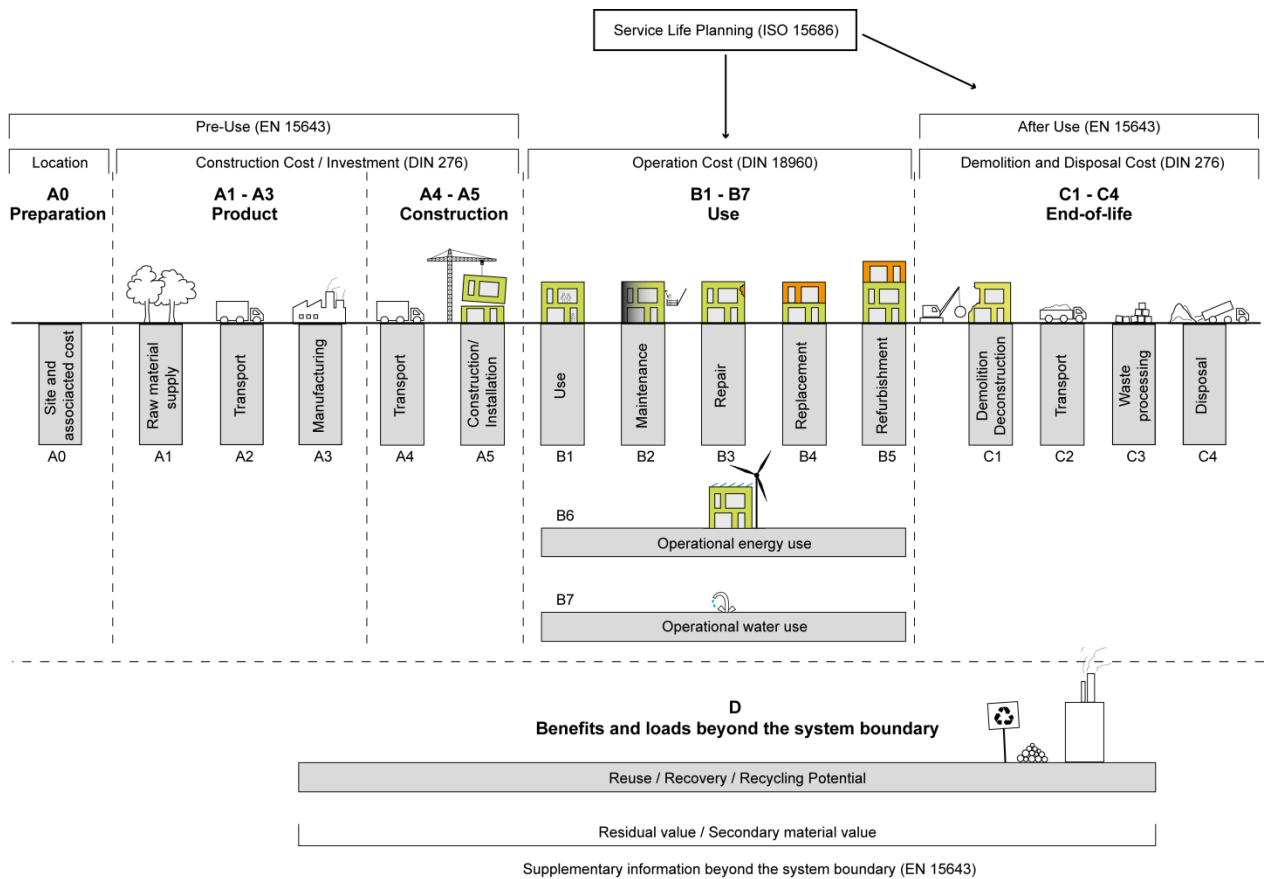 Service Life Planning (ISO 15686)
Pre-Use (EN 15643)
After Use (EN 15643)
Location
Construction Cost / Investment (DIN 276)
Operation Cost (DIN 18960)
Demolition and Disposal Cost (DIN 276)
A0
Preparation
A1 - A3
Product
A4 - A5
Construction
B1 - B7
Use
C1 - C4
End-of-life
Site and
associacted cost
Raw material
supply
Transport
Manufacturing
Transport
Construction/
Installation
Use
Maintenance
Repair
Replacement
Refurbishment
Demolition
Deconstruction
Transport
Waste
processing
Disposal
A0
A1
A2
A3
A4
A5
B1
B2
B3
B4
B5
C1
C2
C3
C4
B6
Operational energy use
B7
Operational water use
D
Benefits and loads beyond the system boundary
Reuse / Recovery / Recycling Potential
Residual value / Secondary material value
Supplementary information beyond the system boundary (EN 15643)